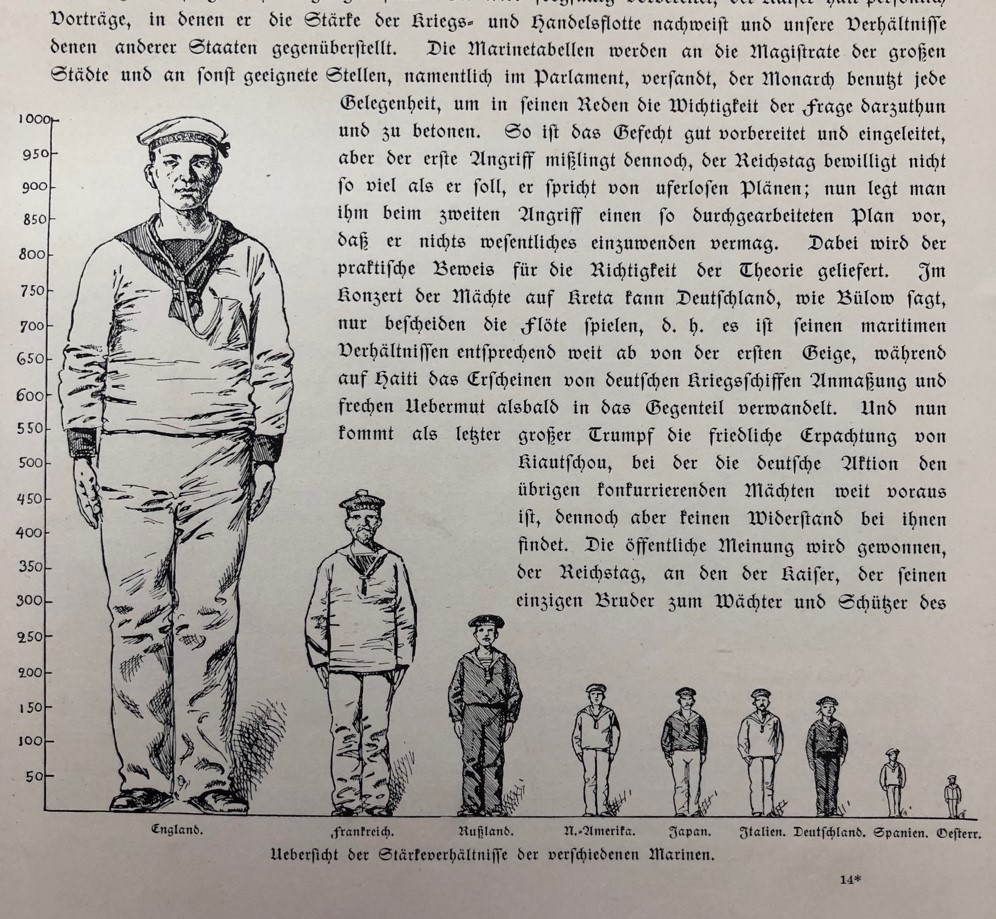 Vorträge, in denen er die Stärke der Kriegs- und Handelsflotte nachweist und unsere Verhältnisse
denen anderer Staaten gegenüberstellt. Die Marinetabellen werden an die Magistrate der großen
Städte und an sonst geeignete Stellen, namentlich im Parlament, versandt, der Monarch benutzt jede
Gelegenheit, um in seinen Reden die Wichtigkeit der Frage darzuthun
und zu betonen. So ist das Gefecht gut vorbereitet und eingeleitet,
aber der erste Angriff mißlingt dennoch, der Reichstag bewilligt nicht
so viel als er soll, er spricht von uferlosen Plänen; nun legt man
ihm beim zweiten Angriff einen so durchgearbeiteten Plan vor,
daß er nichts wesentliches einzuwenden vermag. Dabei wird der
praktische Beweis für die Richtigkeit der Theorie geliefert. Im
Konzert der Mächte auf Kreta kann Deutschland, wie Bülow sagt,
nur bescheiden die Flöte spielen, d. h. es ist seinen maritimen
Verhältnissen entsprechend weit ab von der ersten Geige, während
auf Haiti das Erscheinen von deutschen Kriegsschiffen Anmaßung und
frechen Uebermut alsbald in das Gegenteil verwandelt. Und nun
kommt als letzter großer Trumpf die friedliche Erpachtung von
Kiautschou, bei der die deutsche Aktion den
übrigen konkurrierenden Mächten weit voraus
ist, dennoch aber keinen Widerstand bei ihnen
findet. Die öffentliche Meinung wird gewonnen,
der Reichstag, an den der Kaiser, der seinen
einzigen Bruder zum Wächter und Schützer des
1000
950
900
850
800
750
700
650
600
550
500
450
400
350
300
250
200
150
100
50
England. Frankreich. Rußland. N.-Amerika. Japan. Italien. Deutschland. Spanien. Oesterr.
Uebersicht der Stärkeverhältnisse der verschiedenen Marinen.
14*